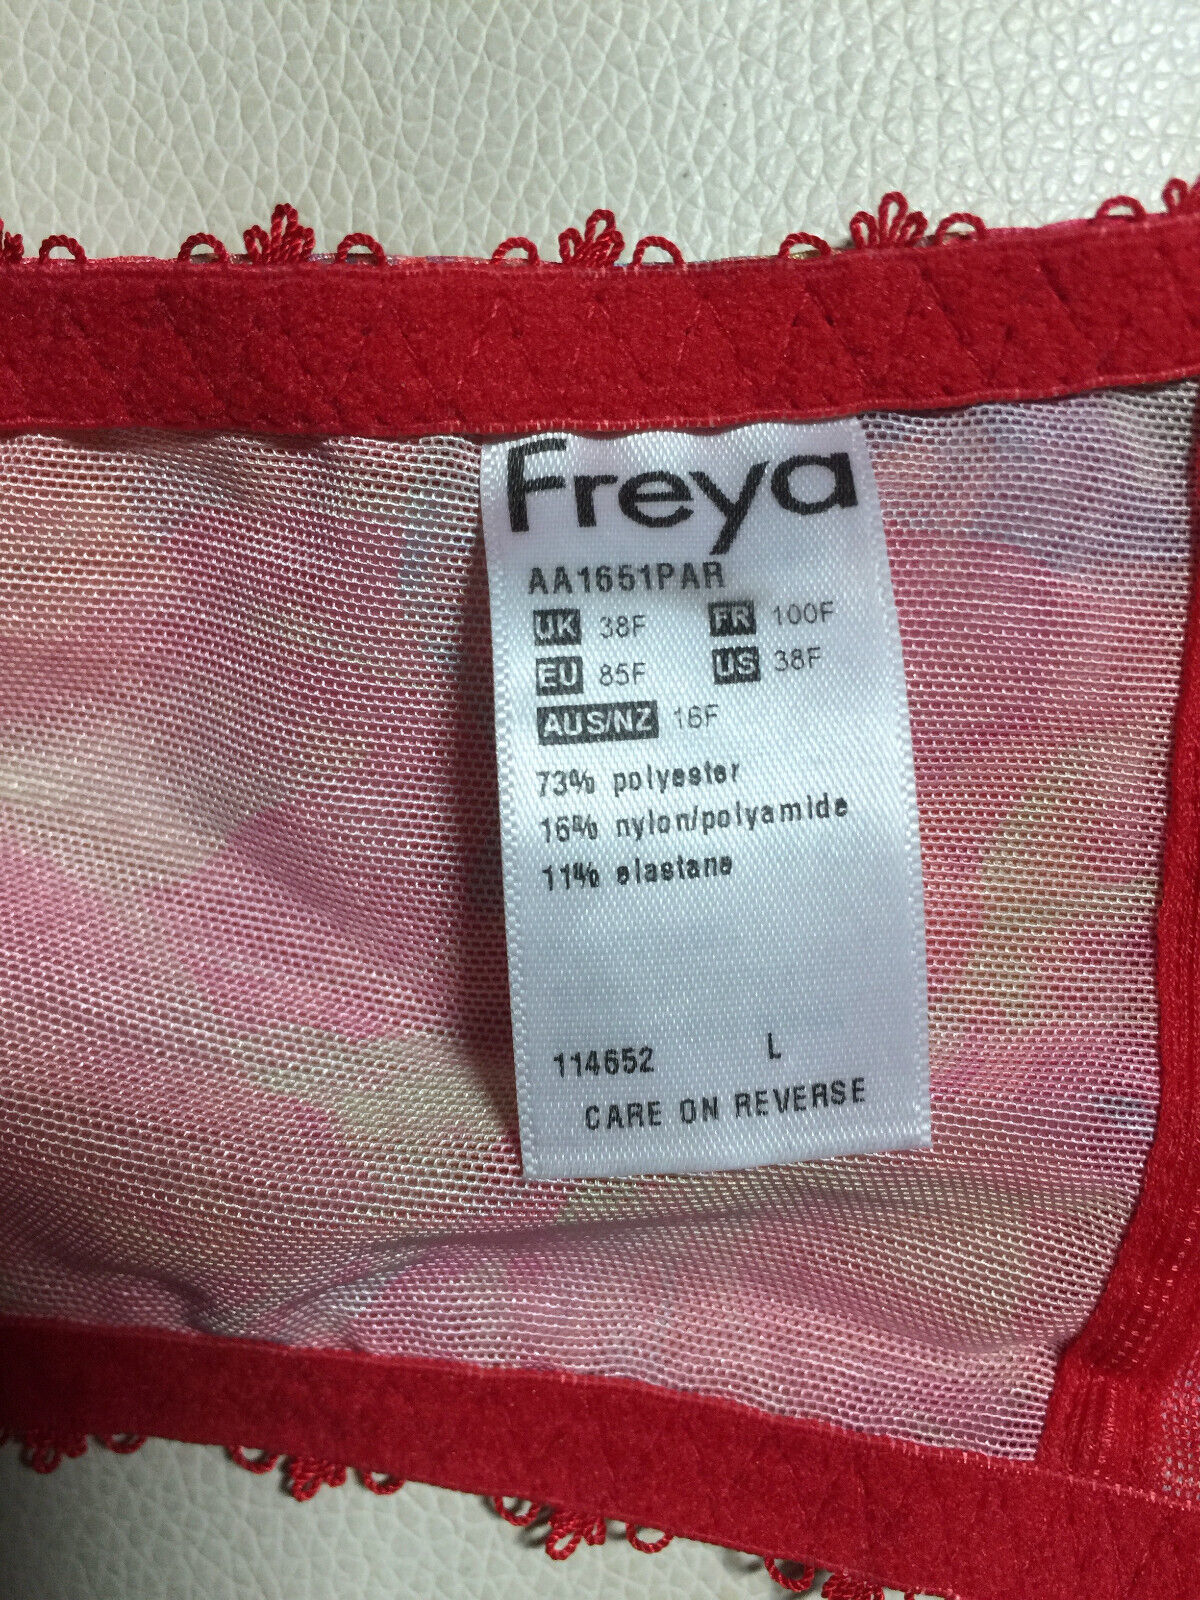 Freya
AA1651PAR
UK 38F FR 100F
EU 85F US 38F
AUS/NZ 16F
73% polyester
16% nylon/polyamide
11% elastane
114652 L
CARE ON REVERSE